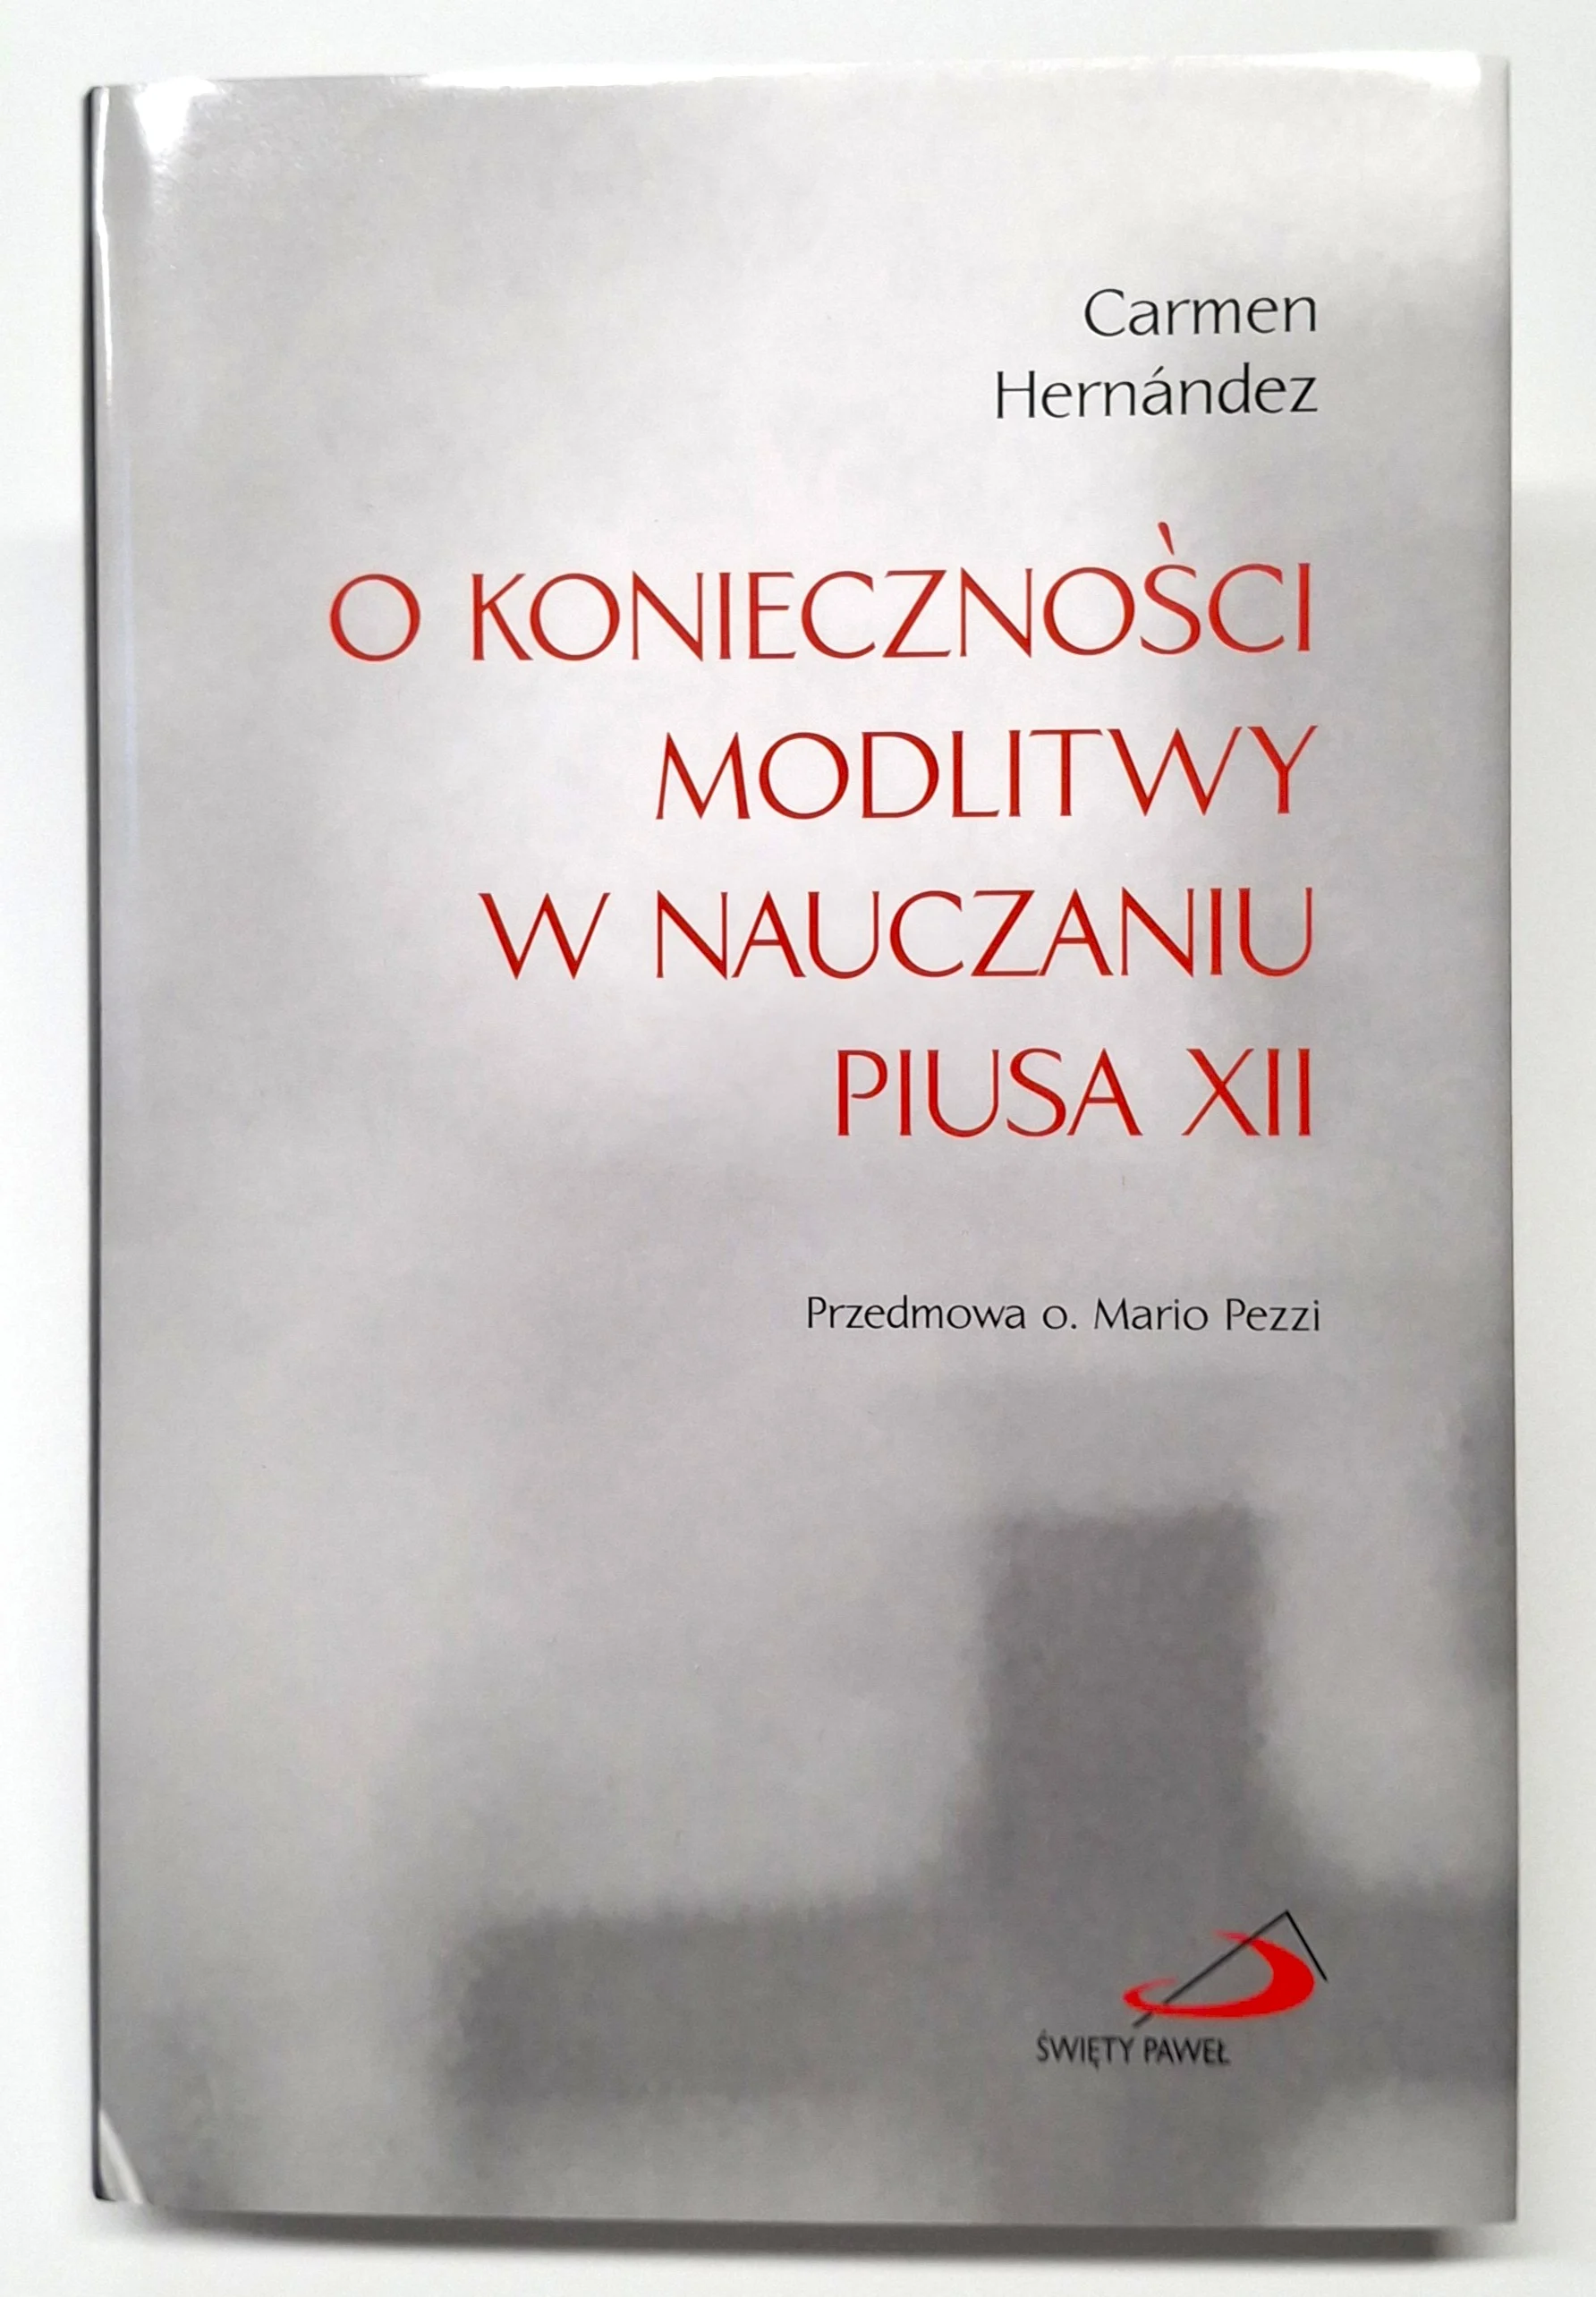 Carmen
Hernández
O KONIECZNOŚCI
MODLITWY
W NAUCZANIU
PIUSA XII
Przedmowa o. Mario Pezzi
ŚWIĘTY PAWEŁ